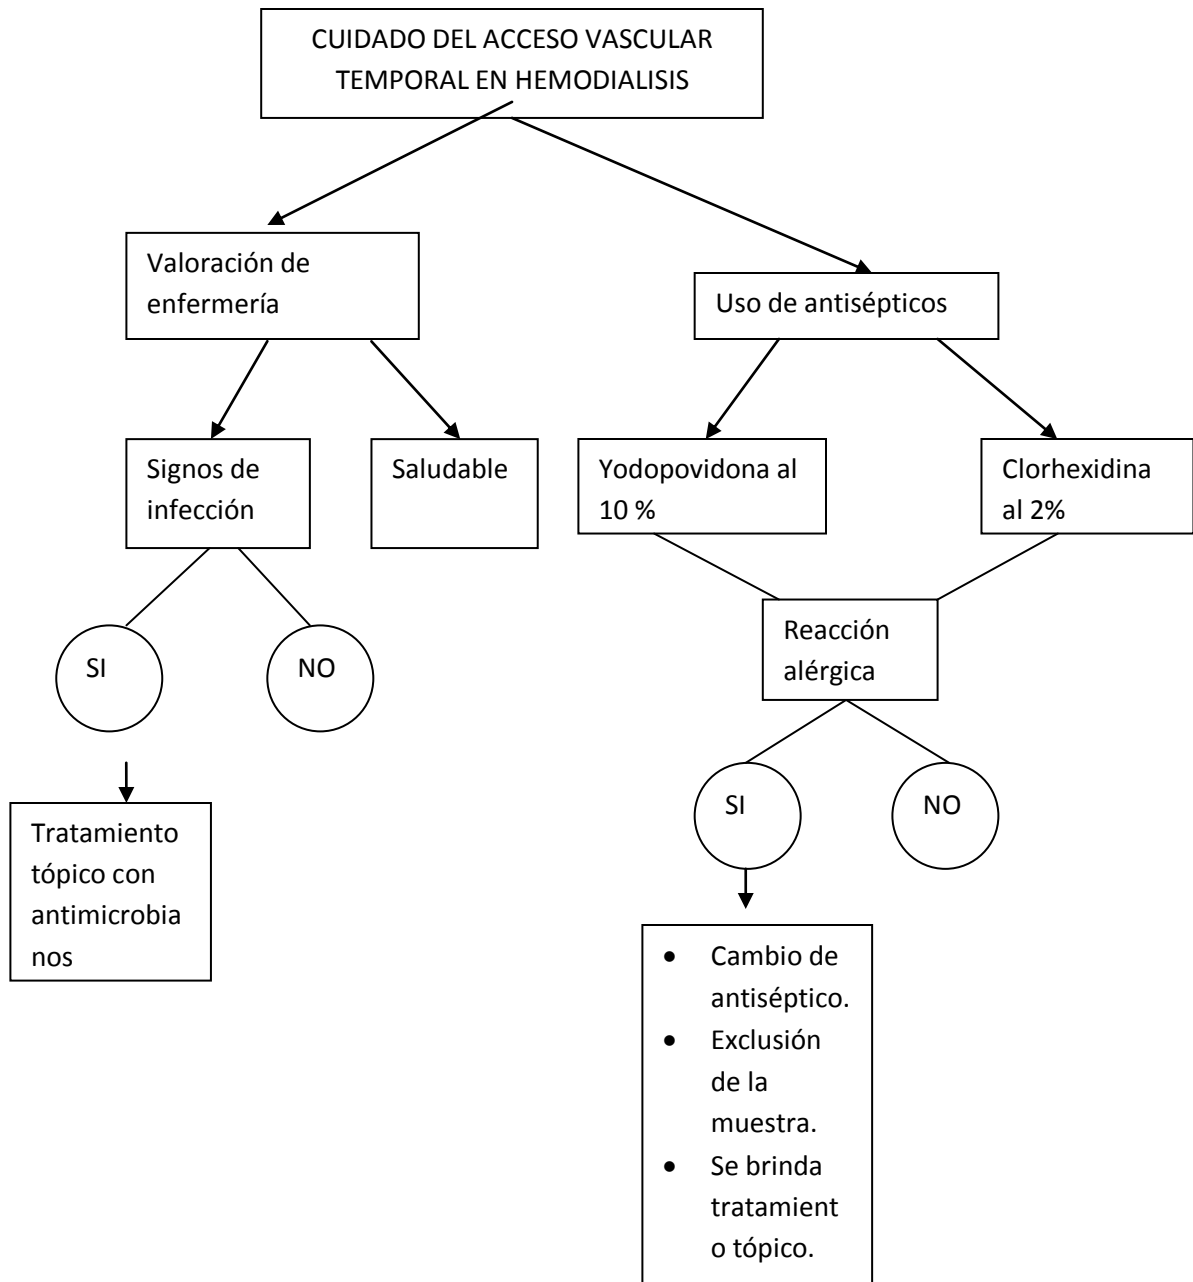 CUIDADO DEL ACCESO VASCULAR
TEMPORAL EN HEMODIALISIS
Valoración de
enfermería
Uso de antisépticos
Signos de
infección
Saludable
Yodopovidona al
10 %
Clorhexidina
al 2%
Reacción
alérgica
SI
NO
Tratamiento
tópico con
antimicrobia
nos
SI
NO
• Cambio de
antiséptico.
• Exclusión
de la
muestra.
• Se brinda
tratamient
o tópico.